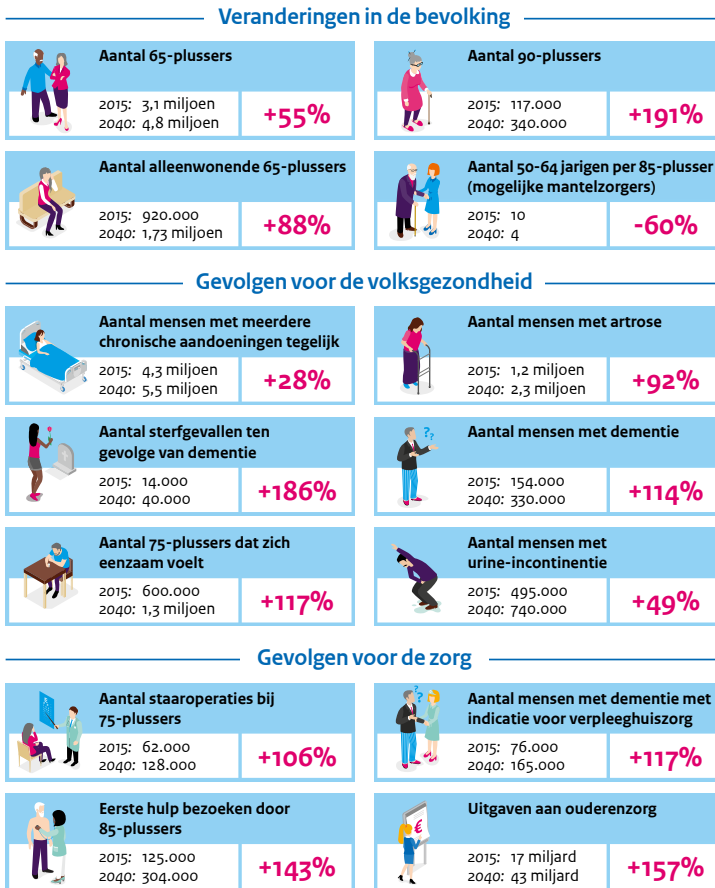 Veranderingen in de bevolking
Aantal 65-plussers
2015: 3,1 miljoen
2040: 4,8 miljoen
+55%
Aantal 90-plussers
2015: 117.000
2040: 340.000
+191%
Aantal alleenwonende 65-plussers
2015: 920.000
2040: 1,73 miljoen
+88%
Aantal 50-64 jarigen per 85-plusser
(mogelijke mantelzorgers)
2015: 10
2040: 4
-60%
Gevolgen voor de volksgezondheid
Aantal mensen met meerdere
chronische aandoeningen tegelijk
2015: 4,3 miljoen
2040: 5,5 miljoen
+28%
Aantal mensen met artrose
2015: 1,2 miljoen
2040: 2,3 miljoen
+92%
Aantal sterfgevallen ten
gevolge van dementie
2015: 14.000
2040: 40.000
+186%
??
Aantal mensen met dementie
2015: 154.000
2040: 330.000
+114%
Aantal 75-plussers dat zich
eenzaam voelt
2015: 600.000
2040: 1,3 miljoen
+117%
Aantal mensen met
urine-incontinentie
2015: 495.000
2040: 740.000
+49%
Gevolgen voor de zorg
Aantal staaroperaties bij
75-plussers
2015: 62.000
2040: 128.000
+106%
??
Aantal mensen met dementie met
indicatie voor verpleeghuiszorg
2015: 76.000
2040: 165.000
+117%
Eerste hulp bezoeken door
85-plussers
2015: 125.000
2040: 304.000
+143%
€
Uitgaven aan ouderenzorg
2015: 17 miljard
2040: 43 miljard
+157%